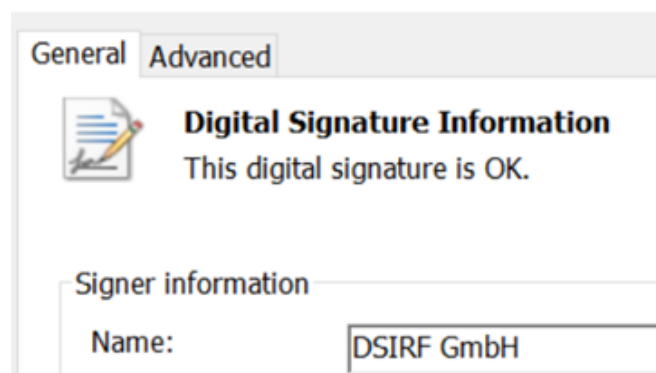 General Advanced
Digital Signature Information
This digital signature is OK.
Signer information
Name: DSIRF GmbH